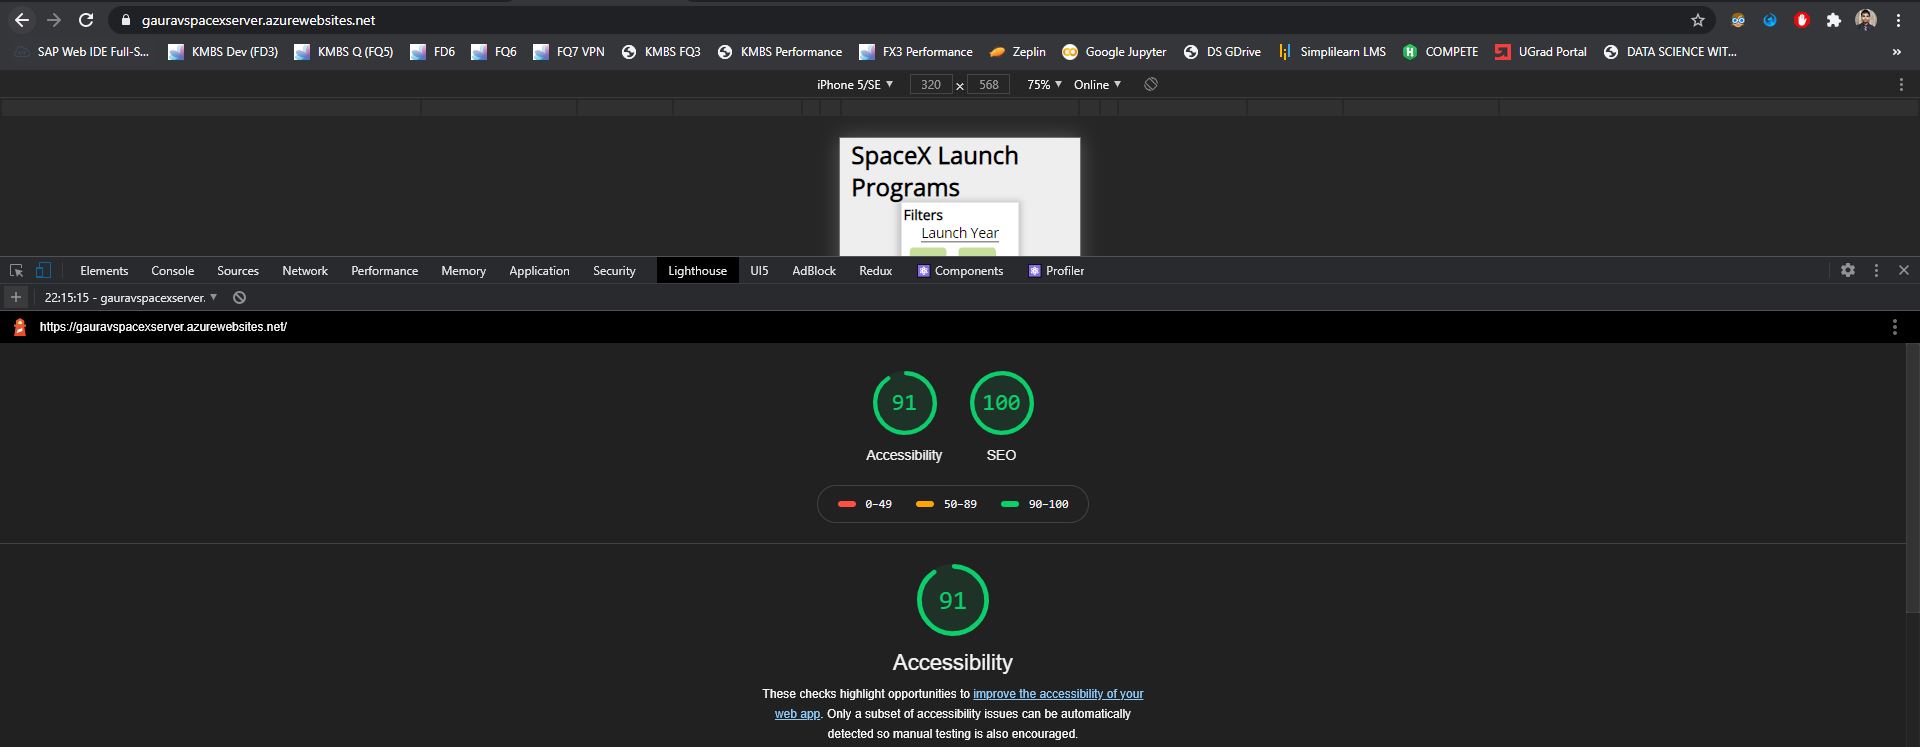 gauravspacexserver.azurewebsites.net
SAP Web IDE Full-S... KMBS Dev (FD3) KMBS Q (FQ5) FD6 FQ6 FQ7 VPN KMBS FQ3 KMBS Performance FX3 Performance Zeplin Google Jupyter DS GDrive Simplilearn LMS COMPETE UGrad Portal DATA SCIENCE WIT... »
iPhone 5/SE ▼ 320 × 568 75% ▼ Online ▼
SpaceX Launch
Programs
Filters
Launch Year
Elements Console Sources Network Performance Memory Application Security Lighthouse UI5 AdBlock Redux Components Profiler
22:15:15 - gauravspacexserver. ▼
https://gauravspacexserver.azurewebsites.net/
91 100
Accessibility SEO
0–49 50–89 90–100
91
Accessibility
These checks highlight opportunities to improve the accessibility of your
web app. Only a subset of accessibility issues can be automatically
detected so manual testing is also encouraged.